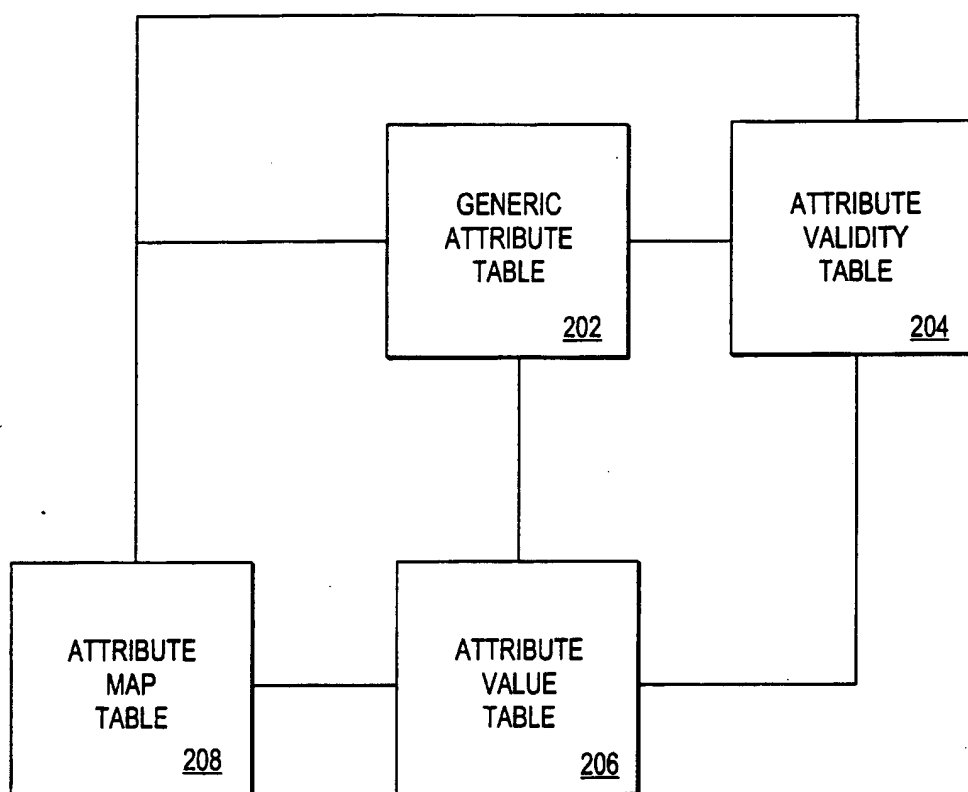 GENERIC
ATTRIBUTE
TABLE
202
ATTRIBUTE
VALIDITY
TABLE
204
ATTRIBUTE
MAP
TABLE
208
ATTRIBUTE
VALUE
TABLE
206